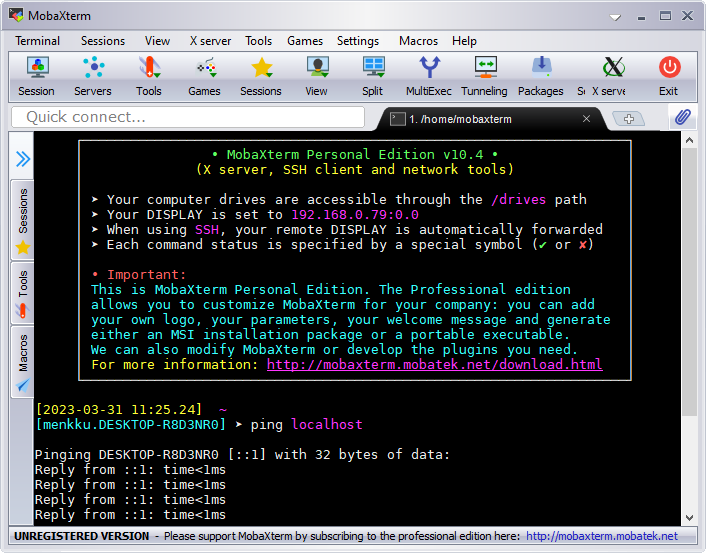 MobaXterm
Terminal Sessions View X server Tools Games Settings Macros Help
Session Servers Tools Games Sessions View Split MultiExec Tunneling Packages X serve Exit
Quick connect...
1. /home/mobaxterm
Sessions
Tools
Macros
• MobaXterm Personal Edition v10.4 •
(X server, SSH client and network tools)
➤ Your computer drives are accessible through the /drives path
➤ Your DISPLAY is set to 192.168.0.79:0.0
➤ When using SSH, your remote DISPLAY is automatically forwarded
➤ Each command status is specified by a special symbol (✔ or ✘)
• Important:
This is MobaXterm Personal Edition. The Professional edition
allows you to customize MobaXterm for your company: you can add
your own logo, your parameters, your welcome message and generate
either an MSI installation package or a portable executable.
We can also modify MobaXterm or develop the plugins you need.
For more information: http://mobaxterm.mobatek.net/download.html
[2023-03-31 11:25.24] ~
[menkku.DESKTOP-R8D3NR0] ➤ ping localhost
Pinging DESKTOP-R8D3NR0 [::1] with 32 bytes of data:
Reply from ::1: time<1ms
Reply from ::1: time<1ms
Reply from ::1: time<1ms
Reply from ::1: time<1ms
UNREGISTERED VERSION - Please support MobaXterm by subscribing to the professional edition here: http://mobaxterm.mobatek.net